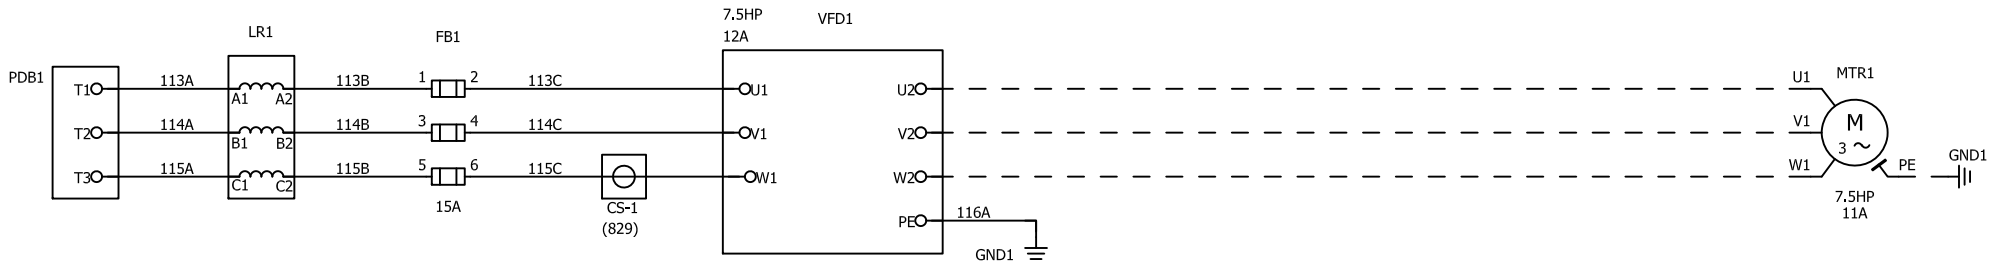 7.5HP
VFD1
LR1
FB1
12A
PDB1
MTR1
T1
113A
A1
A2
113B
1
2
113C
U1
U2
U1
T2
114A
B1
B2
114B
3
4
114C
V1
V2
V1
M
3
T3
115A
C1
C2
115B
5
6
115C
W1
W2
W1
PE
GND1
15A
CS-1
(829)
PE
116A
GND1
7.5HP
11A